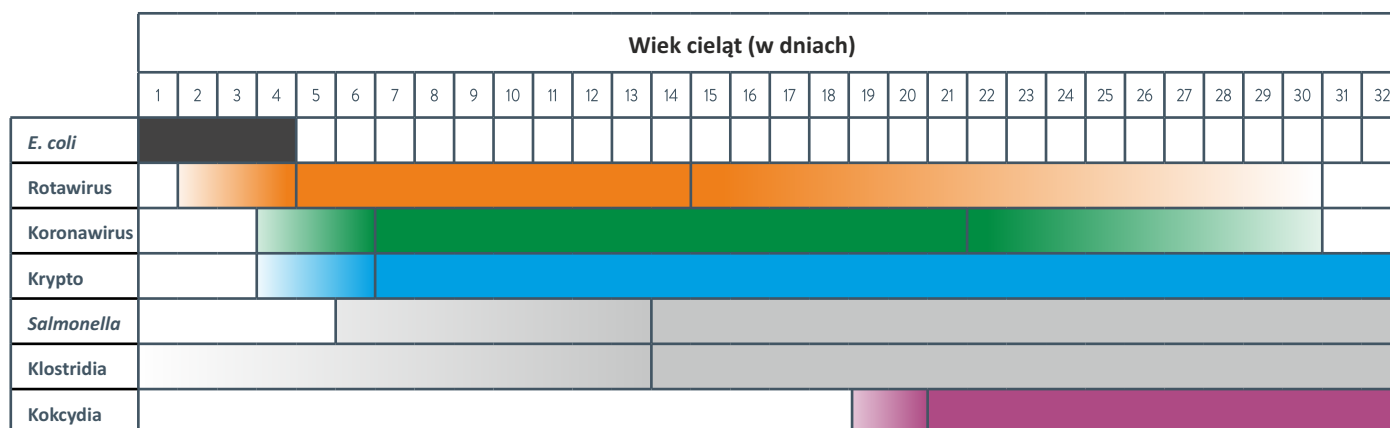 Wiek cieląt (w dniach)
1 2 3 4 5 6 7 8 9 10 11 12 13 14 15 16 17 18 19 20 21 22 23 24 25 26 27 28 29 30 31 32
E. coli
Rotawirus
Koronawirus
Krypto
Salmonella
Klostridia
Kokcydia